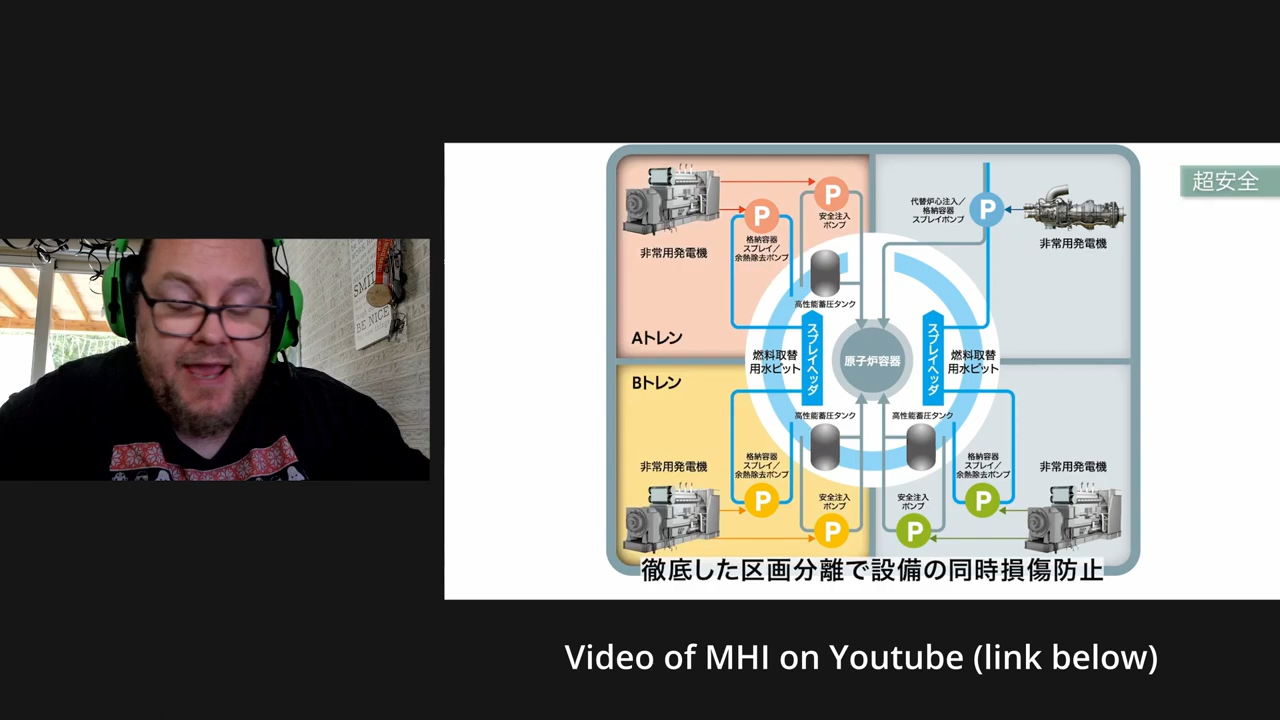 SMIL
BE NICE
超安全
非常用発電機
P
安全注入
ポンプ
P
格納容器
スプレイ/
余熱除去ポンプ
高性能蓄圧タンク
Aトレン
代替炉心注入/
格納容器
スプレイポンプ
P
非常用発電機
燃料取替
用水ピット
スプレイヘッダ
原子炉容器
スプレイヘッダ
燃料取替
用水ピット
Bトレン
高性能蓄圧タンク
高性能蓄圧タンク
非常用発電機
格納容器
スプレイ/
余熱除去ポンプ
P
安全注入
ポンプ
P
安全注入
ポンプ
P
格納容器
スプレイ/
余熱除去ポンプ
P
非常用発電機
徹底した区画分離で設備の同時損傷防止
Video of MHI on Youtube (link below)